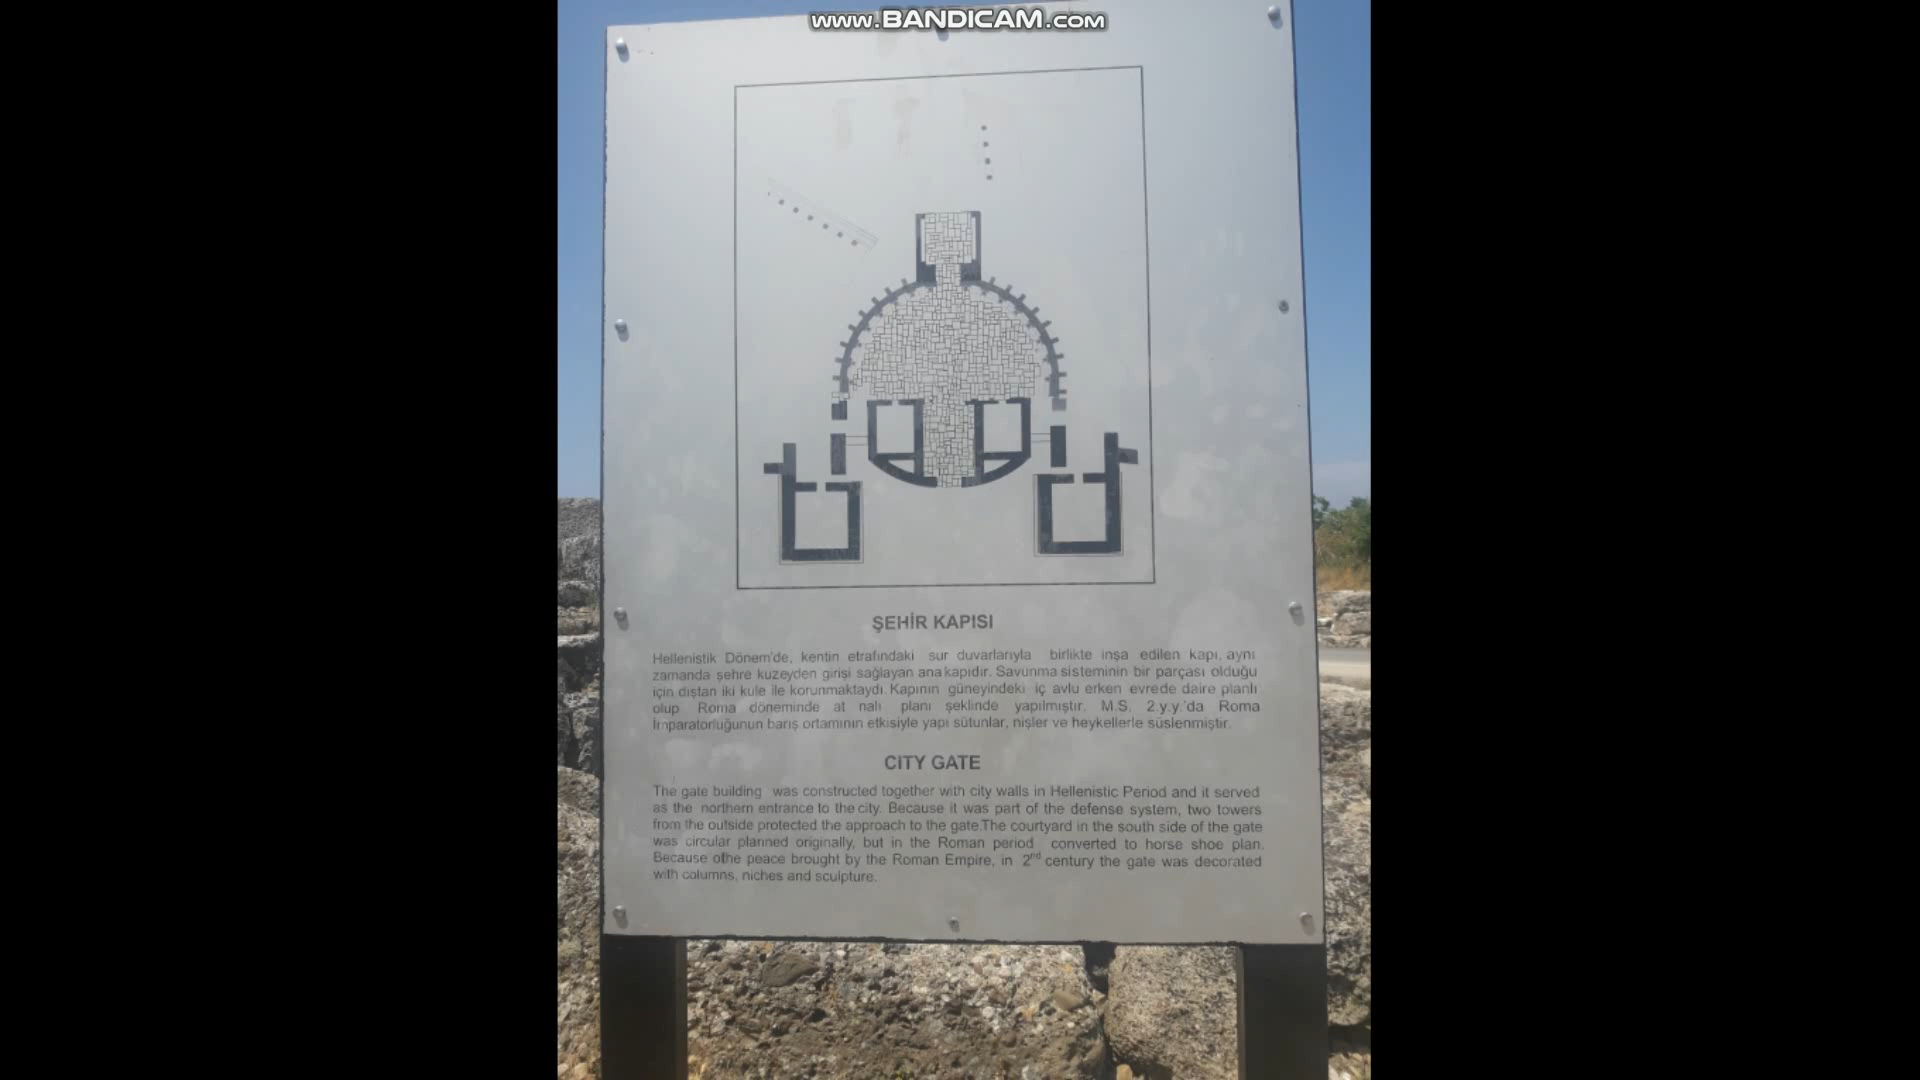 www.BANDICAM.com
ŞEHİR KAPISI
Hellenistik Dönem'de, kentin etrafındaki sur duvarlarıyla birlikte inşa edilen kapı, aynı
zamanda şehre kuzeyden girişi sağlayan ana kapıdır. Savunma sisteminin bir parçası olduğu
için dıştan iki kule ile korunmaktaydı. Kapının güneyindeki iç avlu erken evrede daire planlı
olup Roma döneminde at nalı planı şeklinde yapılmıştır. M.S. 2.y.y.'da Roma
İmparatorluğunun barış ortamının etkisiyle yapı sütunlar, nişler ve heykellerle süslenmiştir.
CITY GATE
The gate building was constructed together with city walls in Hellenistic Period and it served
as the northern entrance to the city. Because it was part of the defense system, two towers
from the outside protected the approach to the gate.The courtyard in the south side of the gate
was circular planned originally, but in the Roman period converted to horse shoe plan.
Because othe peace brought by the Roman Empire, in 2nd century the gate was decorated
with columns, niches and sculpture.